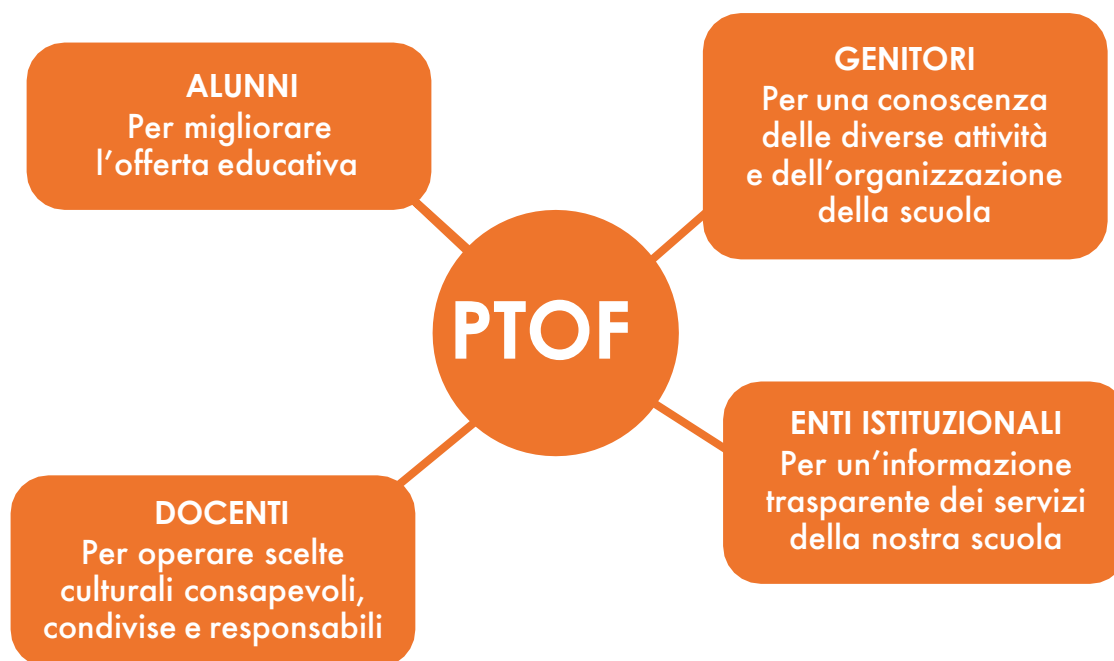 ALUNNI
Per migliorare
l’offerta educativa
GENITORI
Per una conoscenza
delle diverse attività
e dell’organizzazione
della scuola
PTOF
DOCENTI
Per operare scelte
culturali consapevoli,
condivise e responsabili
ENTI ISTITUZIONALI
Per un’informazione
trasparente dei servizi
della nostra scuola